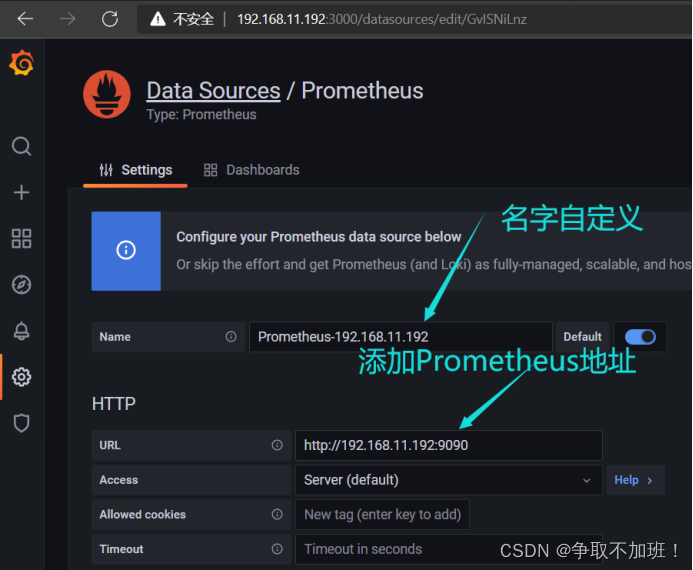 不安全 | 192.168.11.192:3000/datasources/edit/GvlSNiLnz
Data Sources / Prometheus
Type: Prometheus
Settings Dashboards
名字自定义
Configure your Prometheus data source below
Or skip the effort and get Prometheus (and Loki) as fully-managed, scalable, and hos
Name Prometheus-192.168.11.192 Default
添加Prometheus地址
HTTP
URL http://192.168.11.192:9090
Access Server (default) Help >
Allowed cookies New tag (enter key to add)
Timeout Timeout in seconds
CSDN @争取不加班！